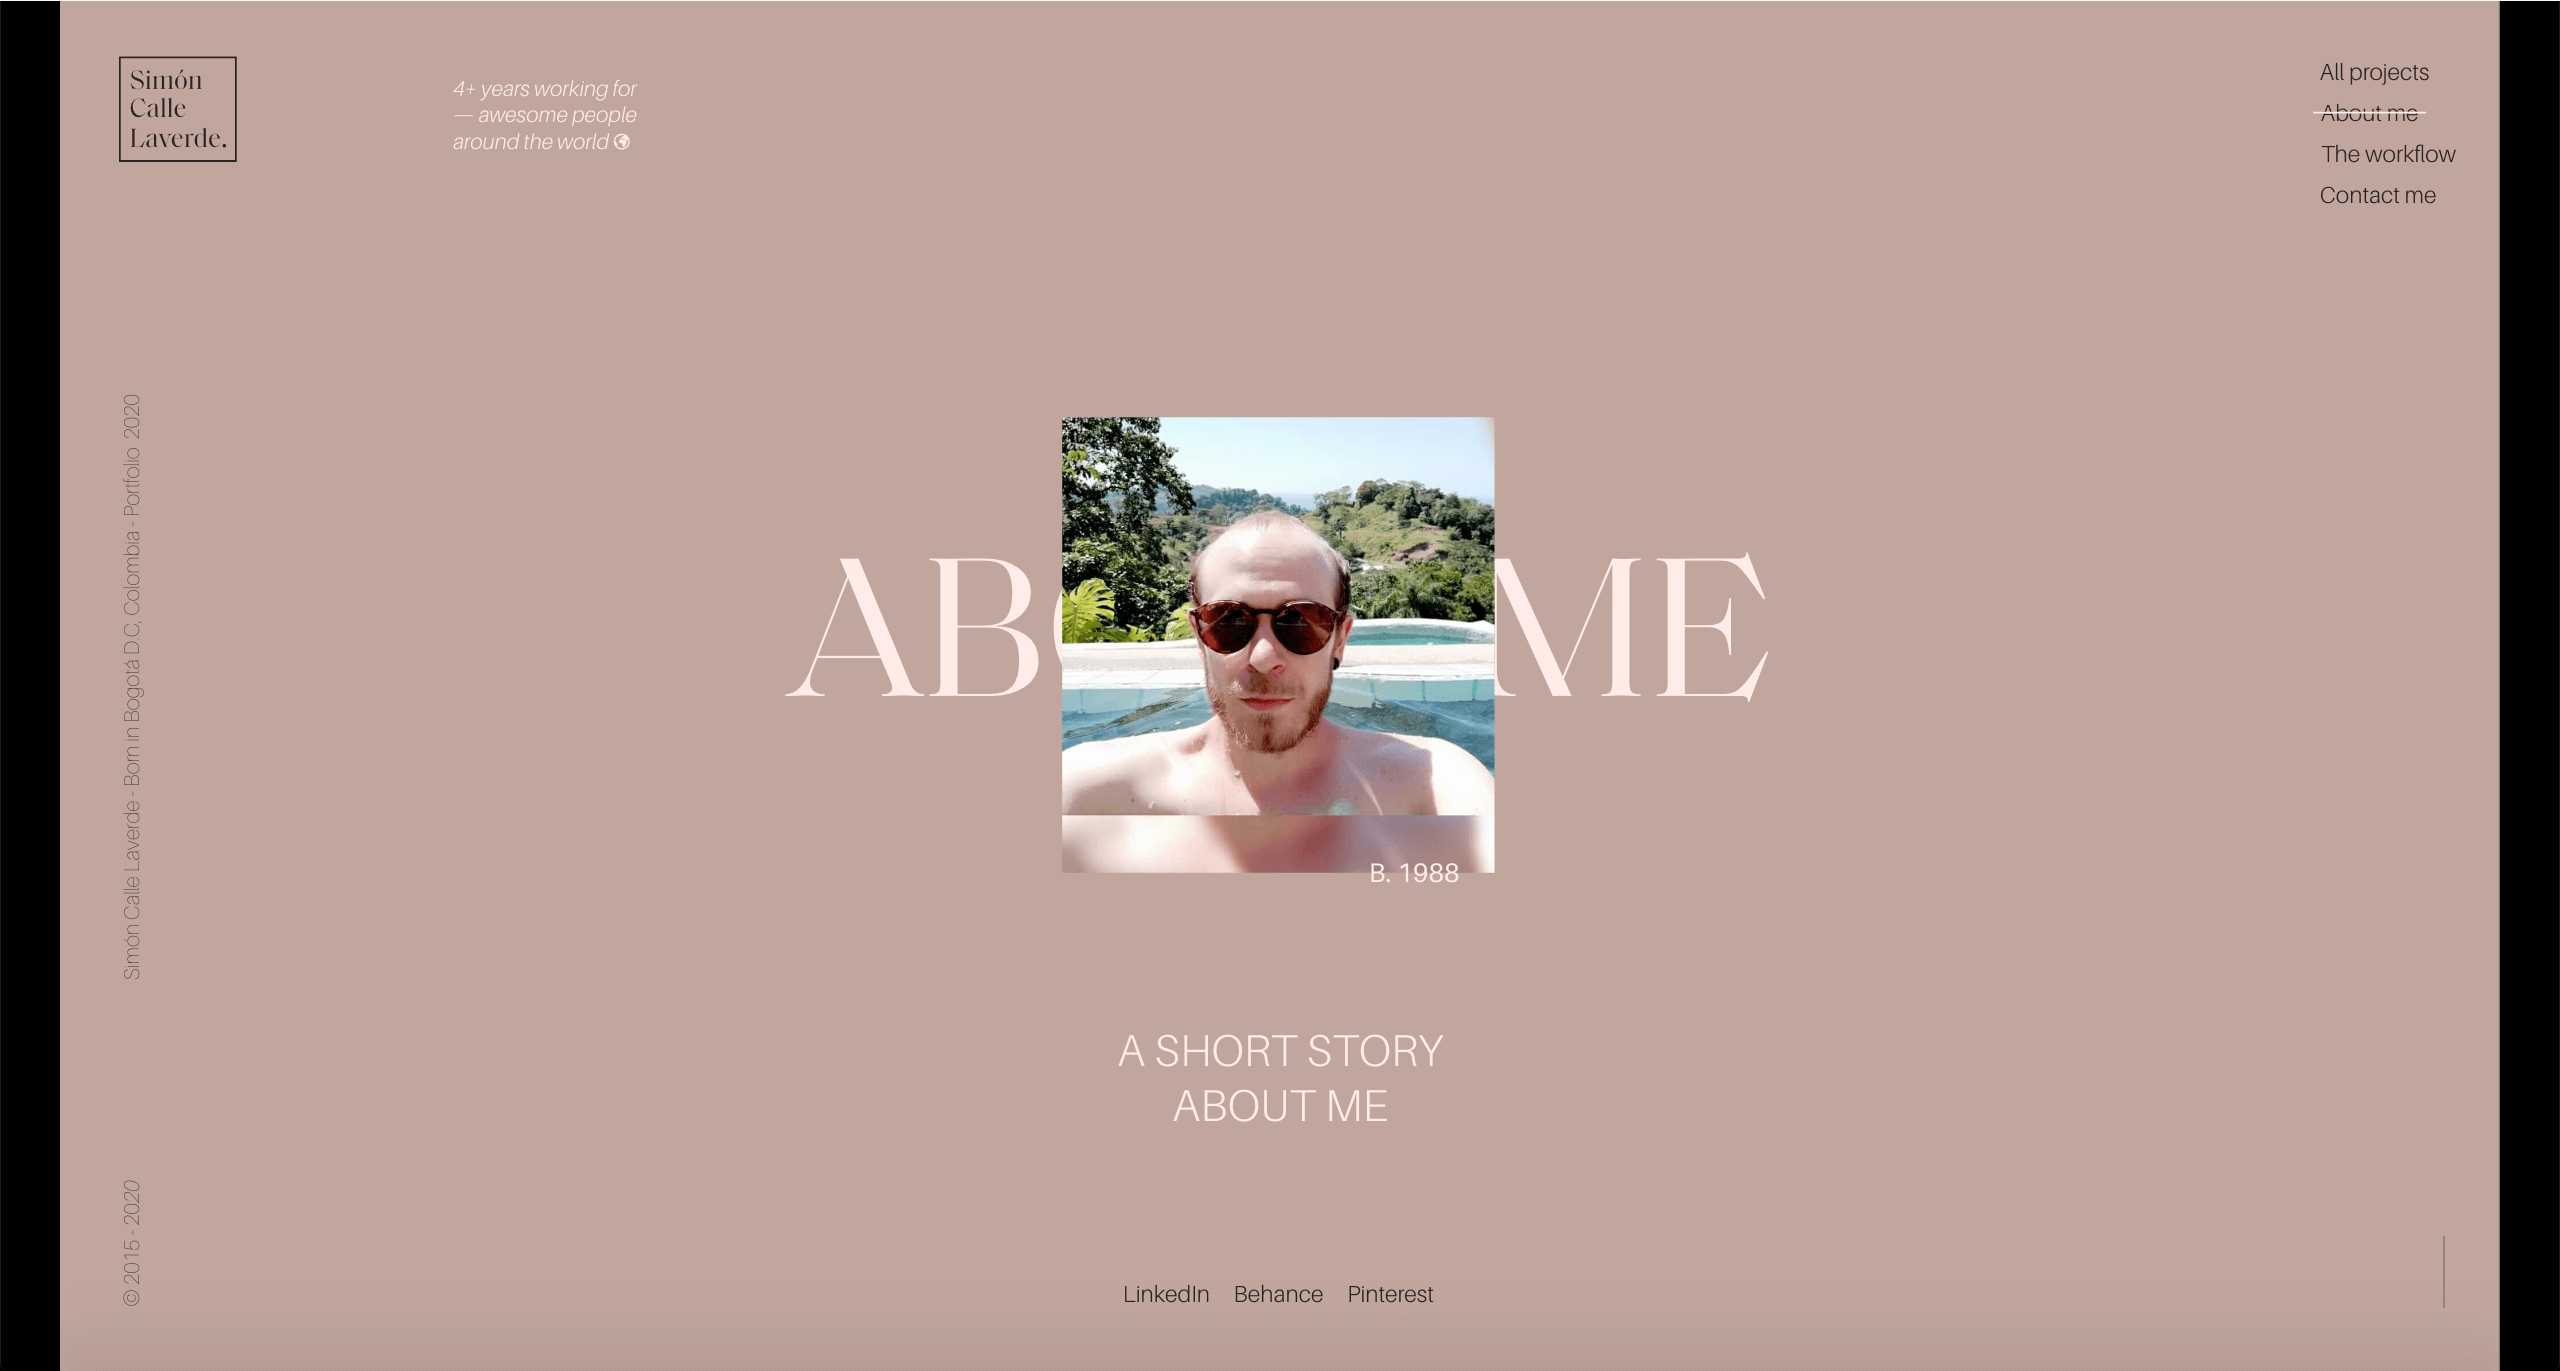 Simón
Calle
Laverde.
4+ years working for
— awesome people
around the world
All projects
About me
The workflow
Contact me
Simón Calle Laverde - Born in Bogotá D.C, Colombia - Portfolio 2020
ME
B. 1988
A SHORT STORY
ABOUT ME
© 2015 - 2020
LinkedIn Behance Pinterest